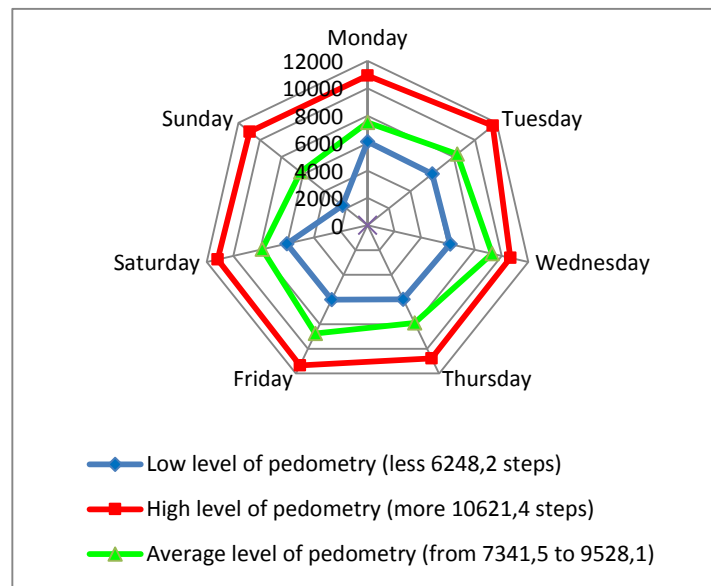 Monday
12000
10000
8000
6000
4000
2000
0
Tuesday
Wednesday
Thursday
Friday
Saturday
Sunday
Low level of pedometry (less 6248,2 steps)
High level of pedometry (more 10621,4 steps)
Average level of pedometry (from 7341,5 to 9528,1)